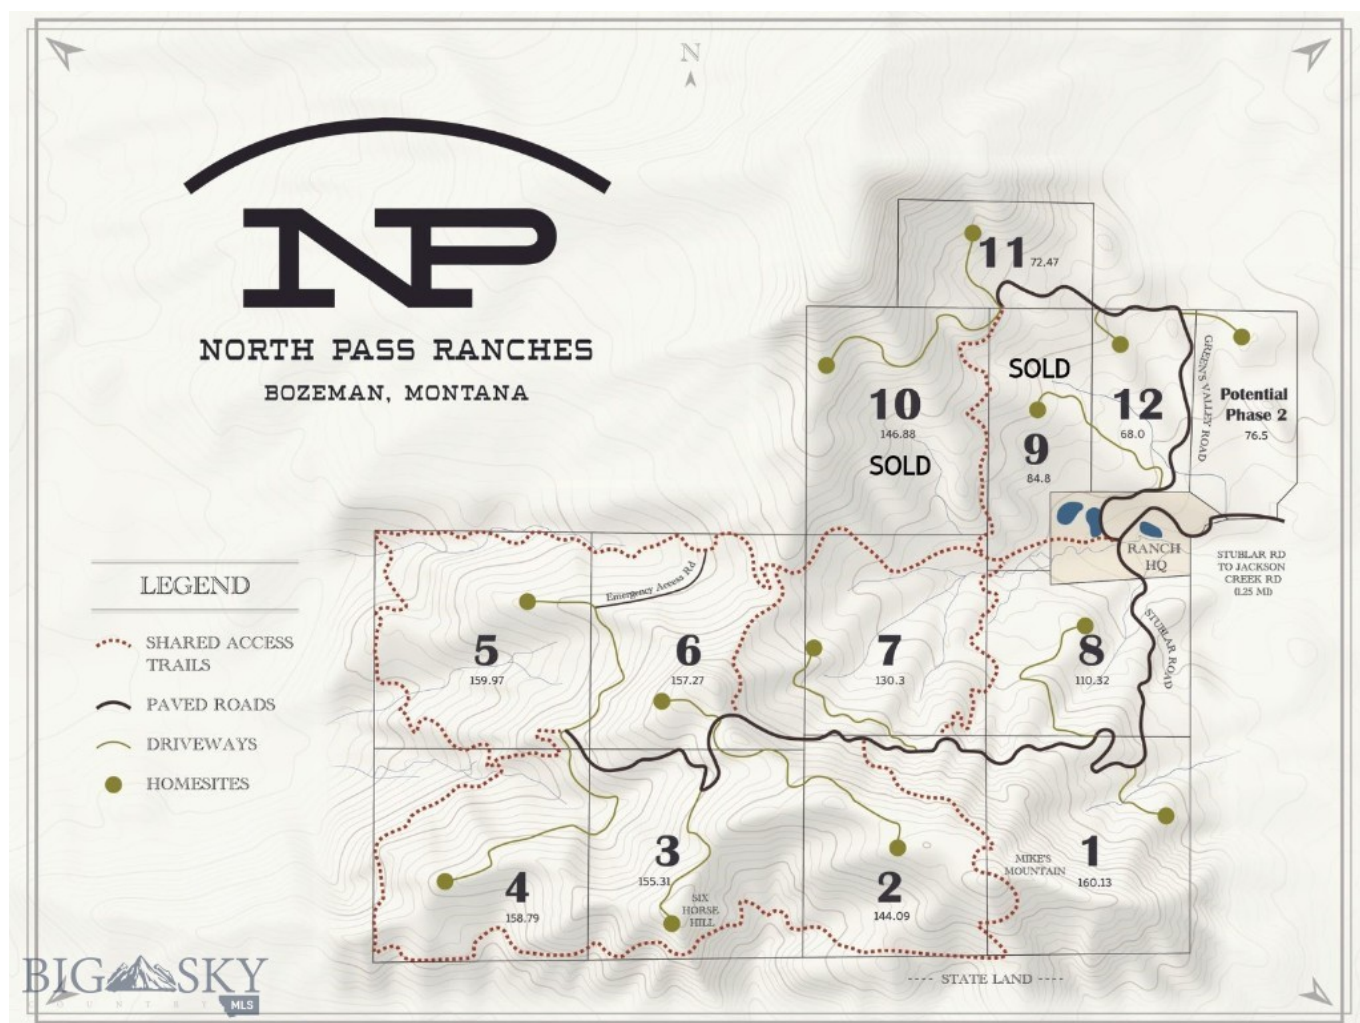 N
NP
NORTH PASS RANCHES
BOZEMAN, MONTANA
11
72.47
SOLD
10
146.88
SOLD
9
84.8
12
68.0
GREEN'S VALLEY ROAD
Potential
Phase 2
76.5
RANCH
HQ
STUBLAR RD
TO JACKSON
CREEK RD
(1.25 MI)
STUBLAR ROAD
LEGEND
SHARED ACCESS
TRAILS
PAVED ROADS
DRIVEWAYS
HOMESITES
Emergency Access Rd
5
159.97
6
157.27
7
130.3
8
110.32
4
158.79
3
155.31
SIX
HORSE
HILL
2
144.09
MIKE'S
MOUNTAIN
1
160.13
---- STATE LAND ----
BIG SKY
COUNTRY
MLS